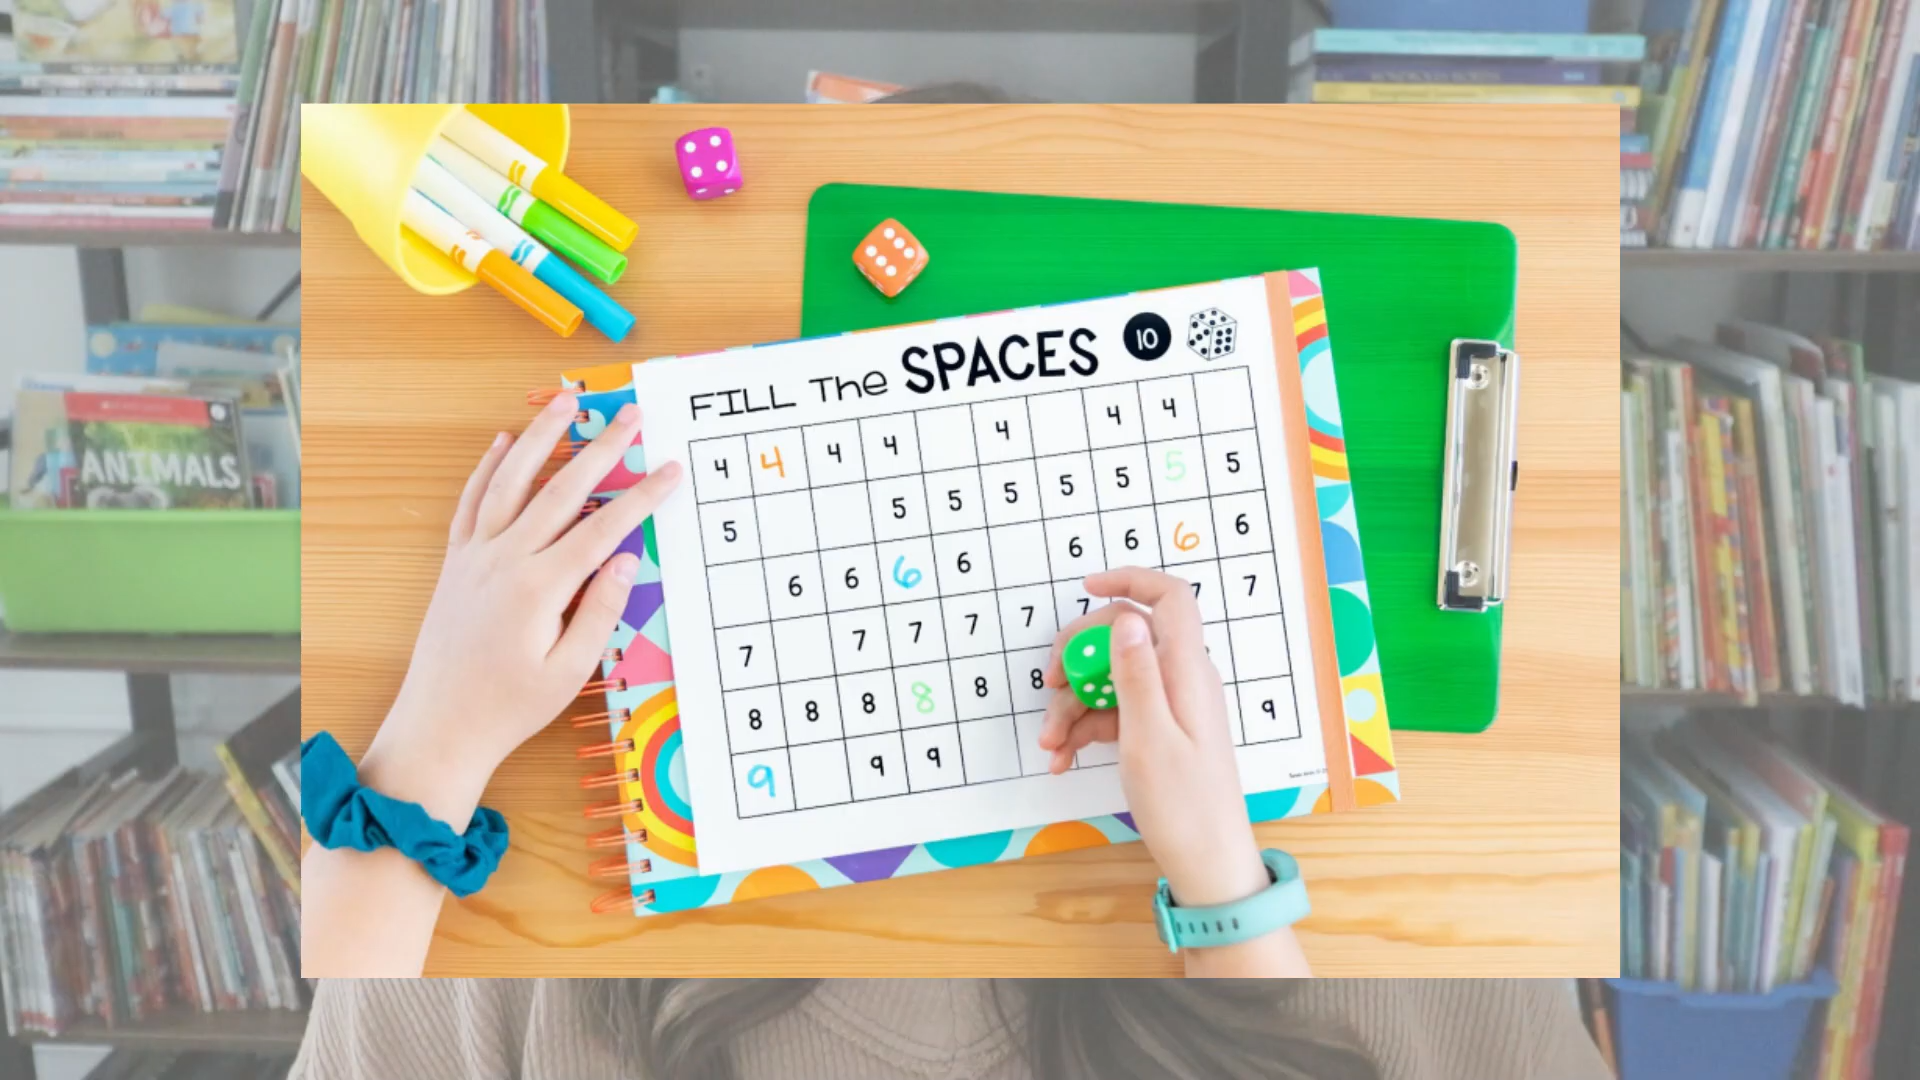 FILL The SPACES 10
4 4 4 4 4 4 4
5 5 5 5 5 5 5 5
6 6 6 6 6 6 6 6
7 7 7 7 7 7 7 7
8 8 8 8 8 8
9 9 9 9
ANIMALS